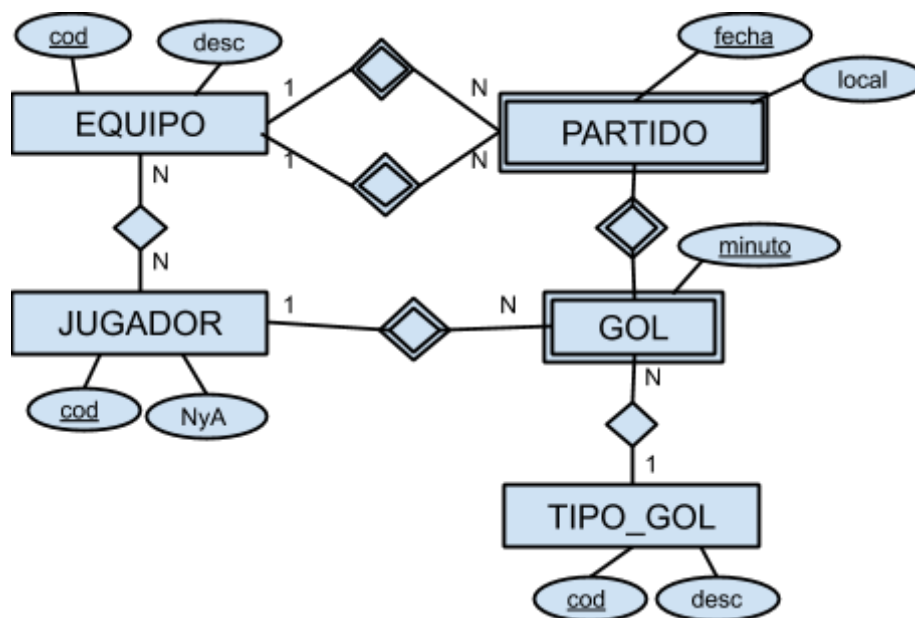 cod
desc
fecha
local
1
N
EQUIPO
PARTIDO
1
N
N
minuto
N
JUGADOR
1
N
GOL
N
cod
NyA
1
TIPO_GOL
cod
desc